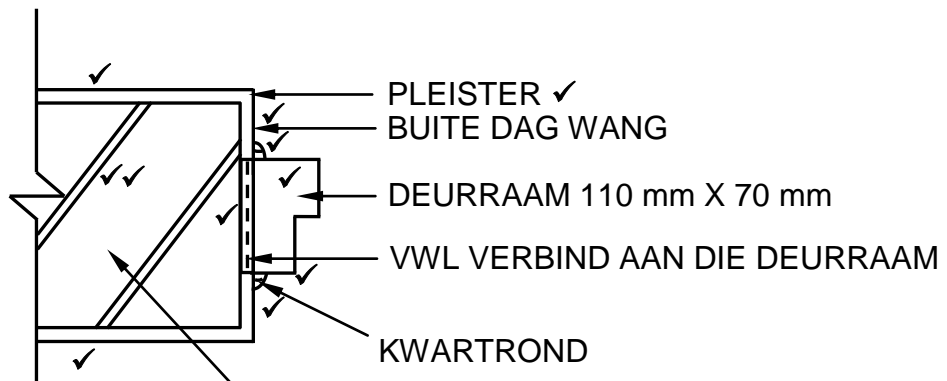 PLEISTER ✓
BUITE DAG WANG
DEURRAAM 110 mm X 70 mm
VWL VERBIND AAN DIE DEURRAAM
KWARTROND